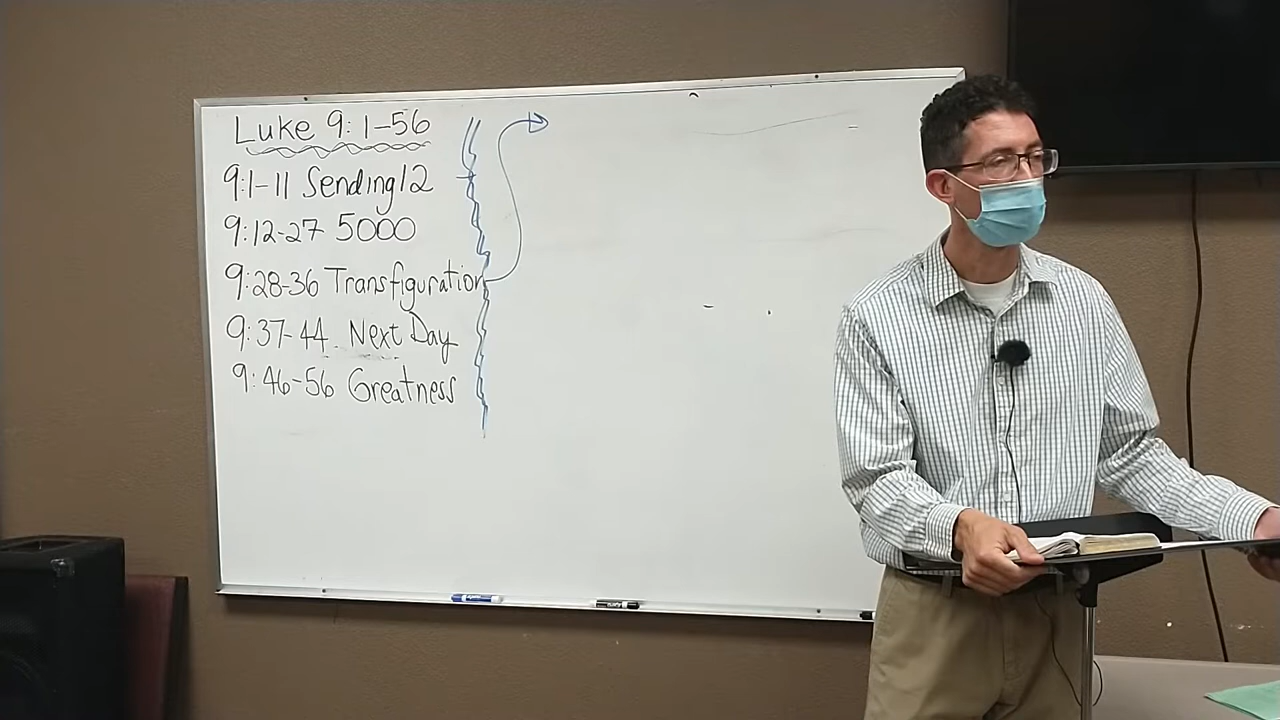 Luke 9:1-56
9:1-11 Sending 12
9:12-27 5000
9:28-36 Transfiguration
9:37-44 Next Day
9:46-56 Greatness